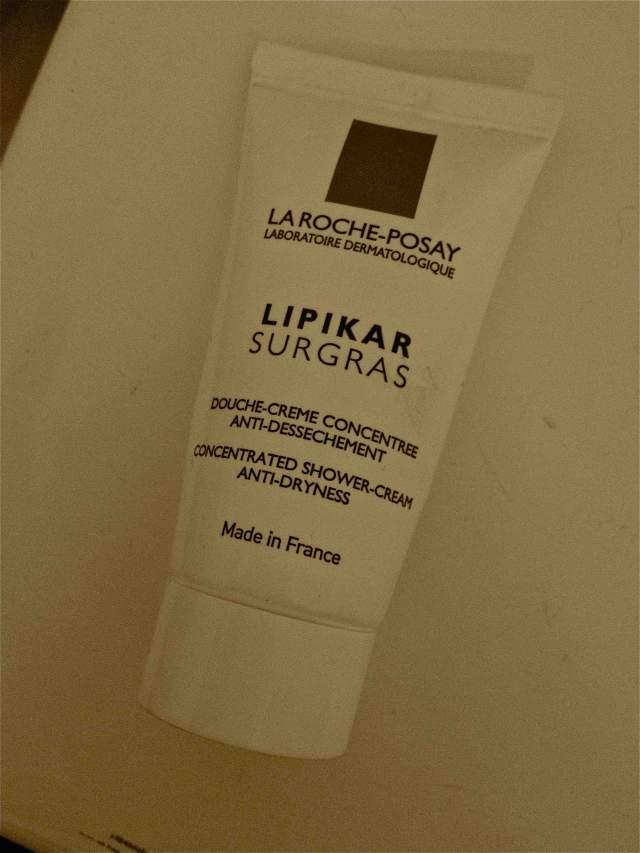 LA ROCHE-POSAY
LABORATOIRE DERMATOLOGIQUE
LIPIKAR
SURGRAS
DOUCHE-CREME CONCENTREE
ANTI-DESSECHEMENT
CONCENTRATED SHOWER-CREAM
ANTI-DRYNESS
Made in France